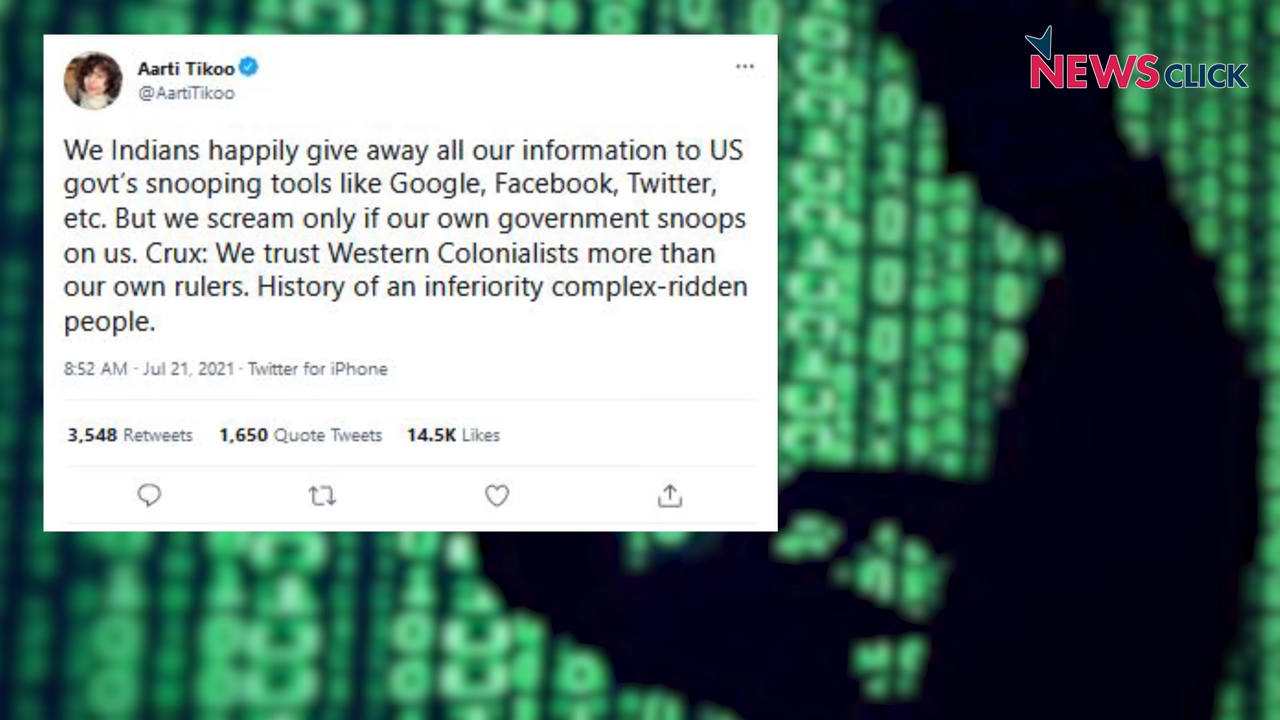 NEWSCLICK
Aarti Tikoo
@AartiTikoo
We Indians happily give away all our information to US
govt's snooping tools like Google, Facebook, Twitter,
etc. But we scream only if our own government snoops
on us. Crux: We trust Western Colonialists more than
our own rulers. History of an inferiority complex-ridden
people.
8:52 AM · Jul 21, 2021 · Twitter for iPhone
3,548 Retweets 1,650 Quote Tweets 14.5K Likes